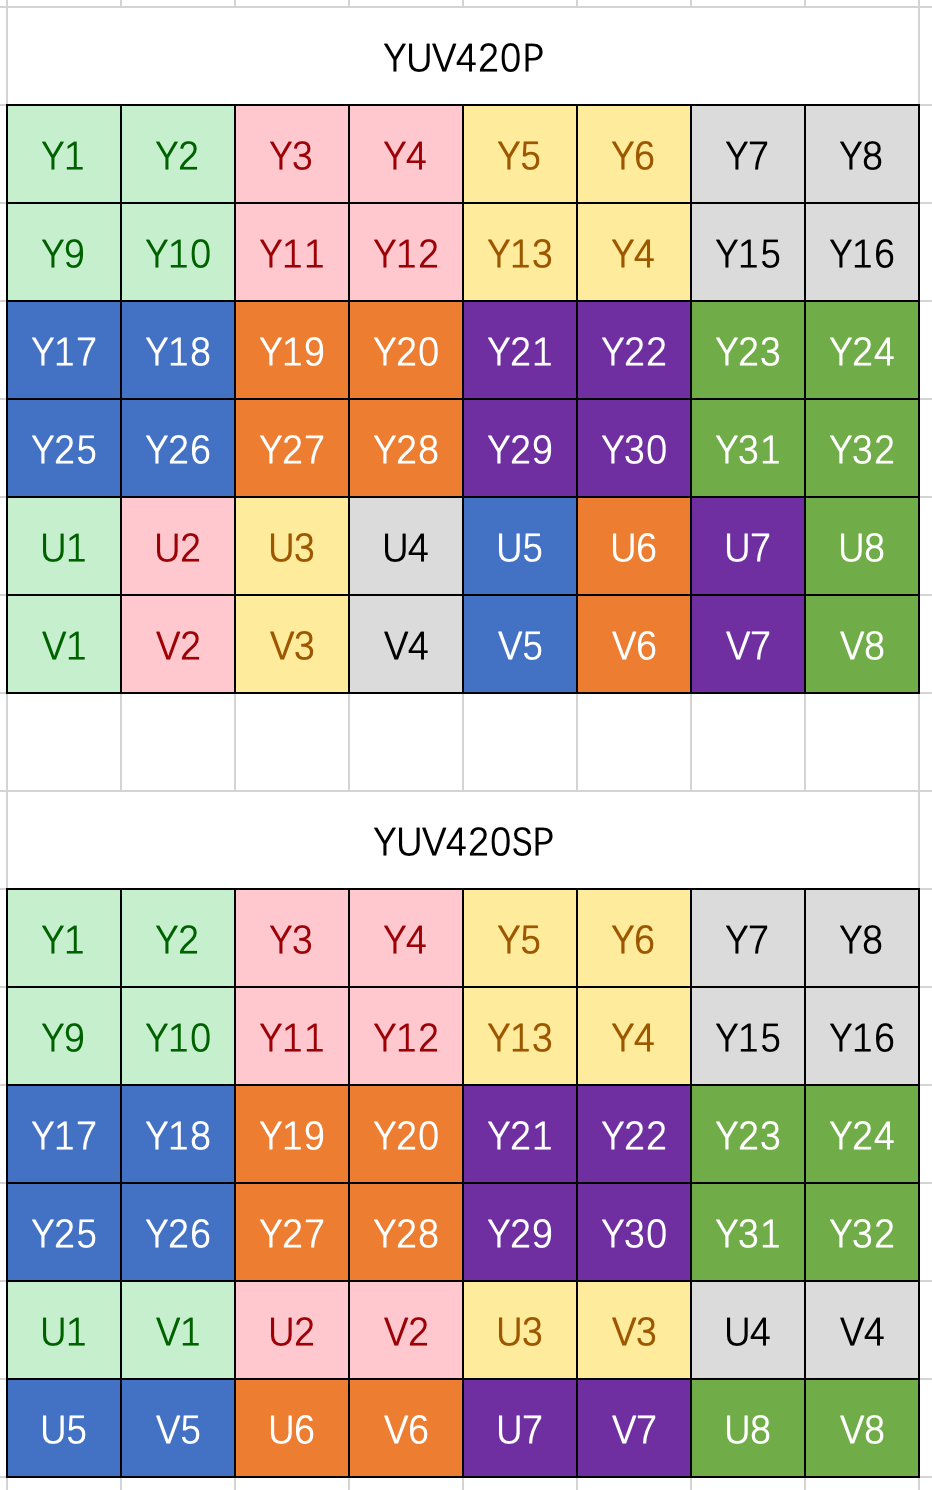 YUV420P
Y1 Y2 Y3 Y4 Y5 Y6 Y7 Y8
Y9 Y10 Y11 Y12 Y13 Y4 Y15 Y16
Y17 Y18 Y19 Y20 Y21 Y22 Y23 Y24
Y25 Y26 Y27 Y28 Y29 Y30 Y31 Y32
U1 U2 U3 U4 U5 U6 U7 U8
V1 V2 V3 V4 V5 V6 V7 V8
YUV420SP
Y1 Y2 Y3 Y4 Y5 Y6 Y7 Y8
Y9 Y10 Y11 Y12 Y13 Y4 Y15 Y16
Y17 Y18 Y19 Y20 Y21 Y22 Y23 Y24
Y25 Y26 Y27 Y28 Y29 Y30 Y31 Y32
U1 V1 U2 V2 U3 V3 U4 V4
U5 V5 U6 V6 U7 V7 U8 V8